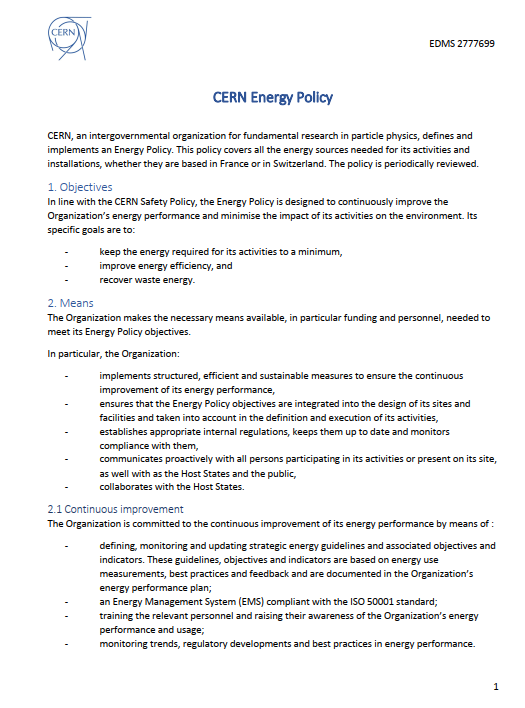 CERN
EDMS 2777699
CERN Energy Policy
CERN, an intergovernmental organization for fundamental research in particle physics, defines and
implements an Energy Policy. This policy covers all the energy sources needed for its activities and
installations, whether they are based in France or in Switzerland. The policy is periodically reviewed.
1. Objectives
In line with the CERN Safety Policy, the Energy Policy is designed to continuously improve the
Organization's energy performance and minimise the impact of its activities on the environment. Its
specific goals are to:
- keep the energy required for its activities to a minimum,
- improve energy efficiency, and
- recover waste energy.
2. Means
The Organization makes the necessary means available, in particular funding and personnel, needed to
meet its Energy Policy objectives.
In particular, the Organization:
- implements structured, efficient and sustainable measures to ensure the continuous
improvement of its energy performance,
- ensures that the Energy Policy objectives are integrated into the design of its sites and
facilities and taken into account in the definition and execution of its activities,
- establishes appropriate internal regulations, keeps them up to date and monitors
compliance with them,
- communicates proactively with all persons participating in its activities or present on its site,
as well with as the Host States and the public,
- collaborates with the Host States.
2.1 Continuous improvement
The Organization is committed to the continuous improvement of its energy performance by means of :
- defining, monitoring and updating strategic energy guidelines and associated objectives and
indicators. These guidelines, objectives and indicators are based on energy use
measurements, best practices and feedback and are documented in the Organization's
energy performance plan;
- an Energy Management System (EMS) compliant with the ISO 50001 standard;
- training the relevant personnel and raising their awareness of the Organization's energy
performance and usage;
- monitoring trends, regulatory developments and best practices in energy performance.
1